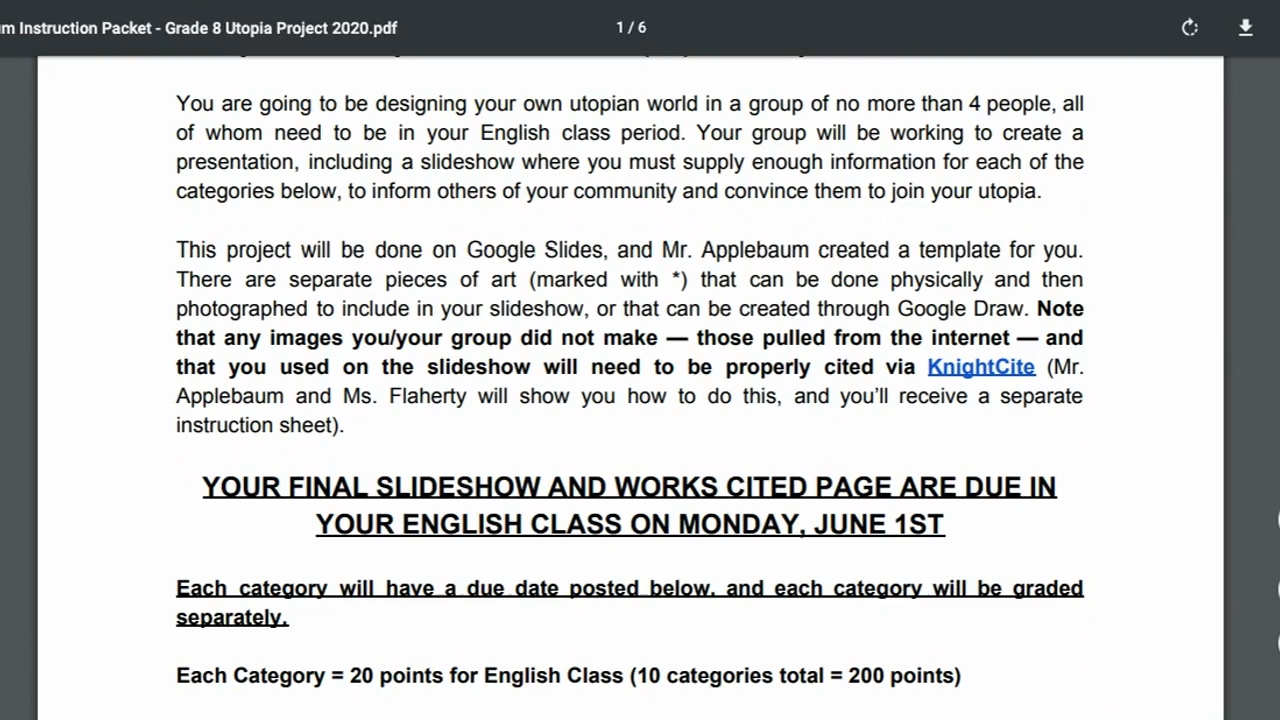 um Instruction Packet - Grade 8 Utopia Project 2020.pdf
1 / 6
You are going to be designing your own utopian world in a group of no more than 4 people, all
of whom need to be in your English class period. Your group will be working to create a
presentation, including a slideshow where you must supply enough information for each of the
categories below, to inform others of your community and convince them to join your utopia.
This project will be done on Google Slides, and Mr. Applebaum created a template for you.
There are separate pieces of art (marked with *) that can be done physically and then
photographed to include in your slideshow, or that can be created through Google Draw. Note
that any images you/your group did not make — those pulled from the internet — and
that you used on the slideshow will need to be properly cited via KnightCite (Mr.
Applebaum and Ms. Flaherty will show you how to do this, and you'll receive a separate
instruction sheet).
YOUR FINAL SLIDESHOW AND WORKS CITED PAGE ARE DUE IN
YOUR ENGLISH CLASS ON MONDAY, JUNE 1ST
Each category will have a due date posted below, and each category will be graded
separately.
Each Category = 20 points for English Class (10 categories total = 200 points)